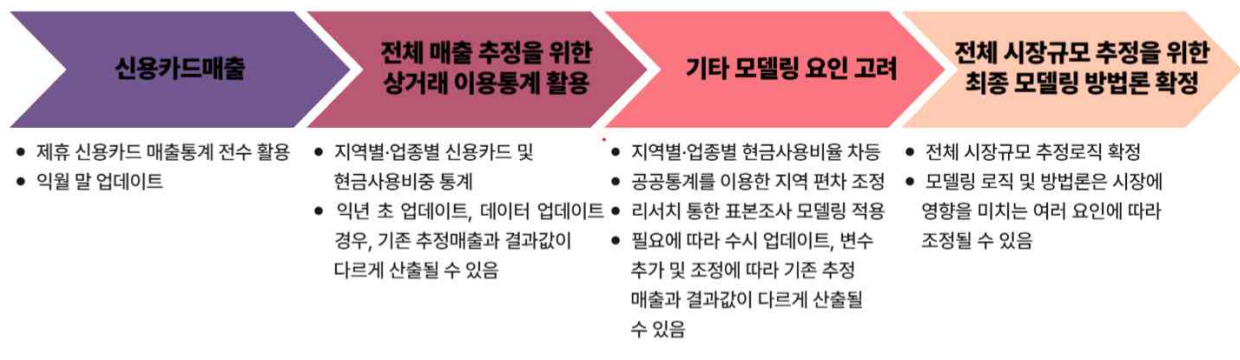 신용카드매출
• 제휴 신용카드 매출통계 전수 활용
• 익월 말 업데이트
전체 매출 추정을 위한
상거래 이용통계 활용
• 지역별·업종별 신용카드 및
현금사용비중 통계
• 익년 초 업데이트, 데이터 업데이트
경우, 기존 추정매출과 결과값이
다르게 산출될 수 있음
기타 모델링 요인 고려
• 지역별·업종별 현금사용비율 차등
• 공공통계를 이용한 지역 편차 조정
• 리서치 통한 표본조사 모델링 적용
• 필요에 따라 수시 업데이트, 변수
추가 및 조정에 따라 기존 추정
매출과 결과값이 다르게 산출될
수 있음
전체 시장규모 추정을 위한
최종 모델링 방법론 확정
• 전체 시장규모 추정로직 확정
• 모델링 로직 및 방법론은 시장에
영향을 미치는 여러 요인에 따라
조정될 수 있음